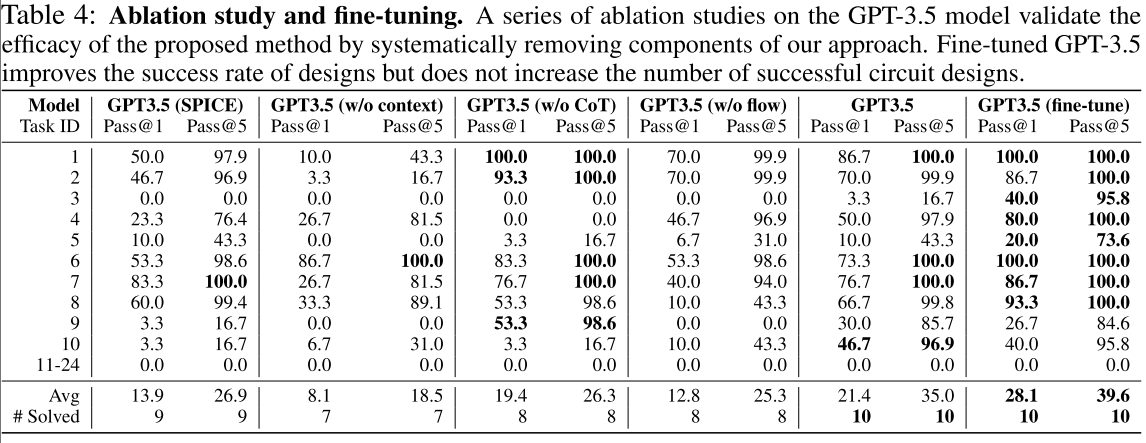 Table 4: Ablation study and fine-tuning. A series of ablation studies on the GPT-3.5 model validate the
efficacy of the proposed method by systematically removing components of our approach. Fine-tuned GPT-3.5
improves the success rate of designs but does not increase the number of successful circuit designs.
Model GPT3.5 (SPICE) GPT3.5 (w/o context) GPT3.5 (w/o CoT) GPT3.5 (w/o flow) GPT3.5 GPT3.5 (fine-tune)
Task ID Pass@1 Pass@5 Pass@1 Pass@5 Pass@1 Pass@5 Pass@1 Pass@5 Pass@1 Pass@5 Pass@1 Pass@5
1 50.0 97.9 10.0 43.3 100.0 100.0 70.0 99.9 86.7 100.0 100.0 100.0
2 46.7 96.9 3.3 16.7 93.3 100.0 70.0 99.9 70.0 99.9 86.7 100.0
3 0.0 0.0 0.0 0.0 0.0 0.0 0.0 0.0 3.3 16.7 40.0 95.8
4 23.3 76.4 26.7 81.5 0.0 0.0 46.7 96.9 50.0 97.9 80.0 100.0
5 10.0 43.3 0.0 0.0 3.3 16.7 6.7 31.0 10.0 43.3 20.0 73.6
6 53.3 98.6 86.7 100.0 83.3 100.0 53.3 98.6 73.3 100.0 100.0 100.0
7 83.3 100.0 26.7 81.5 76.7 100.0 40.0 94.0 76.7 100.0 86.7 100.0
8 60.0 99.4 33.3 89.1 53.3 98.6 10.0 43.3 66.7 99.8 93.3 100.0
9 3.3 16.7 0.0 0.0 53.3 98.6 0.0 0.0 30.0 85.7 26.7 84.6
10 3.3 16.7 6.7 31.0 3.3 16.7 10.0 43.3 46.7 96.9 40.0 95.8
11-24 0.0 0.0 0.0 0.0 0.0 0.0 0.0 0.0 0.0 0.0 0.0 0.0
Avg 13.9 26.9 8.1 18.5 19.4 26.3 12.8 25.3 21.4 35.0 28.1 39.6
# Solved 9 9 7 7 8 8 8 8 10 10 10 10